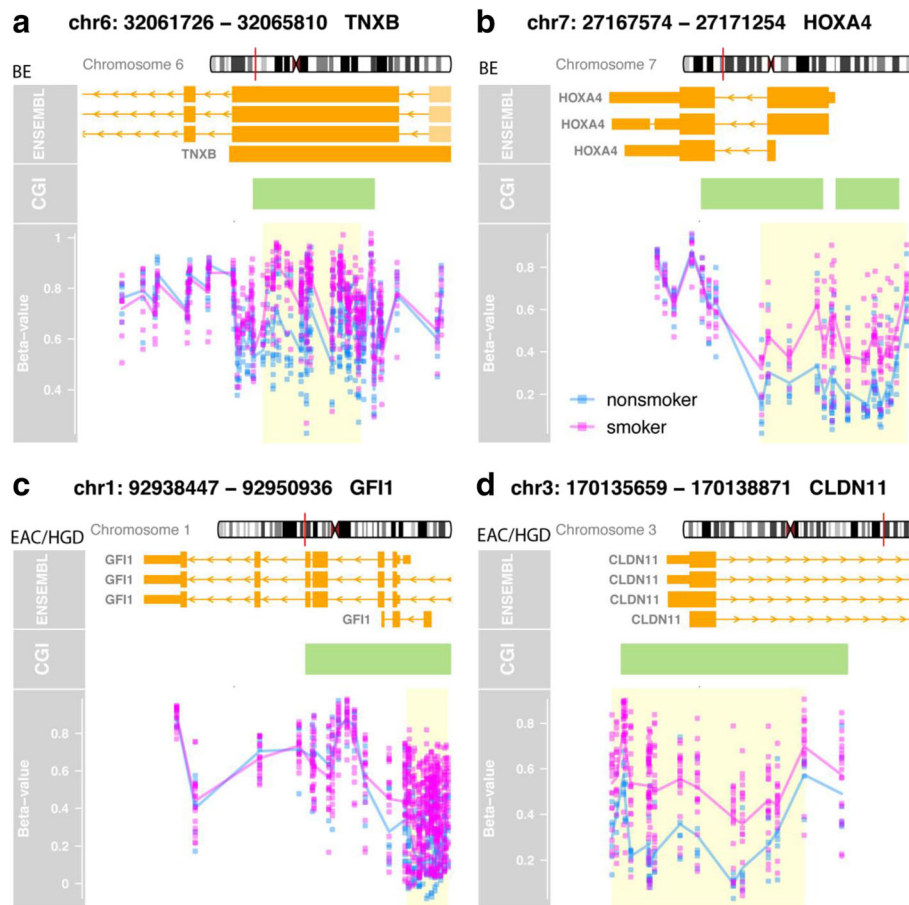 a chr6: 32061726 – 32065810 TNXB
BE Chromosome 6
ENSEMBL
TNXB
CGI
Beta−value
1
0.8
0.6
0.4
b chr7: 27167574 – 27171254 HOXA4
BE Chromosome 7
ENSEMBL
HOXA4
HOXA4
HOXA4
CGI
Beta−value
0.8
0.6
0.4
0.2
nonsmoker
smoker
c chr1: 92938447 – 92950936 GFI1
EAC/HGD Chromosome 1
ENSEMBL
GFI1
GFI1
GFI1
GFI1
CGI
Beta−value
0.8
0.6
0.4
0.2
0
d chr3: 170135659 – 170138871 CLDN11
EAC/HGD Chromosome 3
ENSEMBL
CLDN11
CLDN11
CLDN11
CLDN11
CGI
Beta−value
0.8
0.6
0.4
0.2